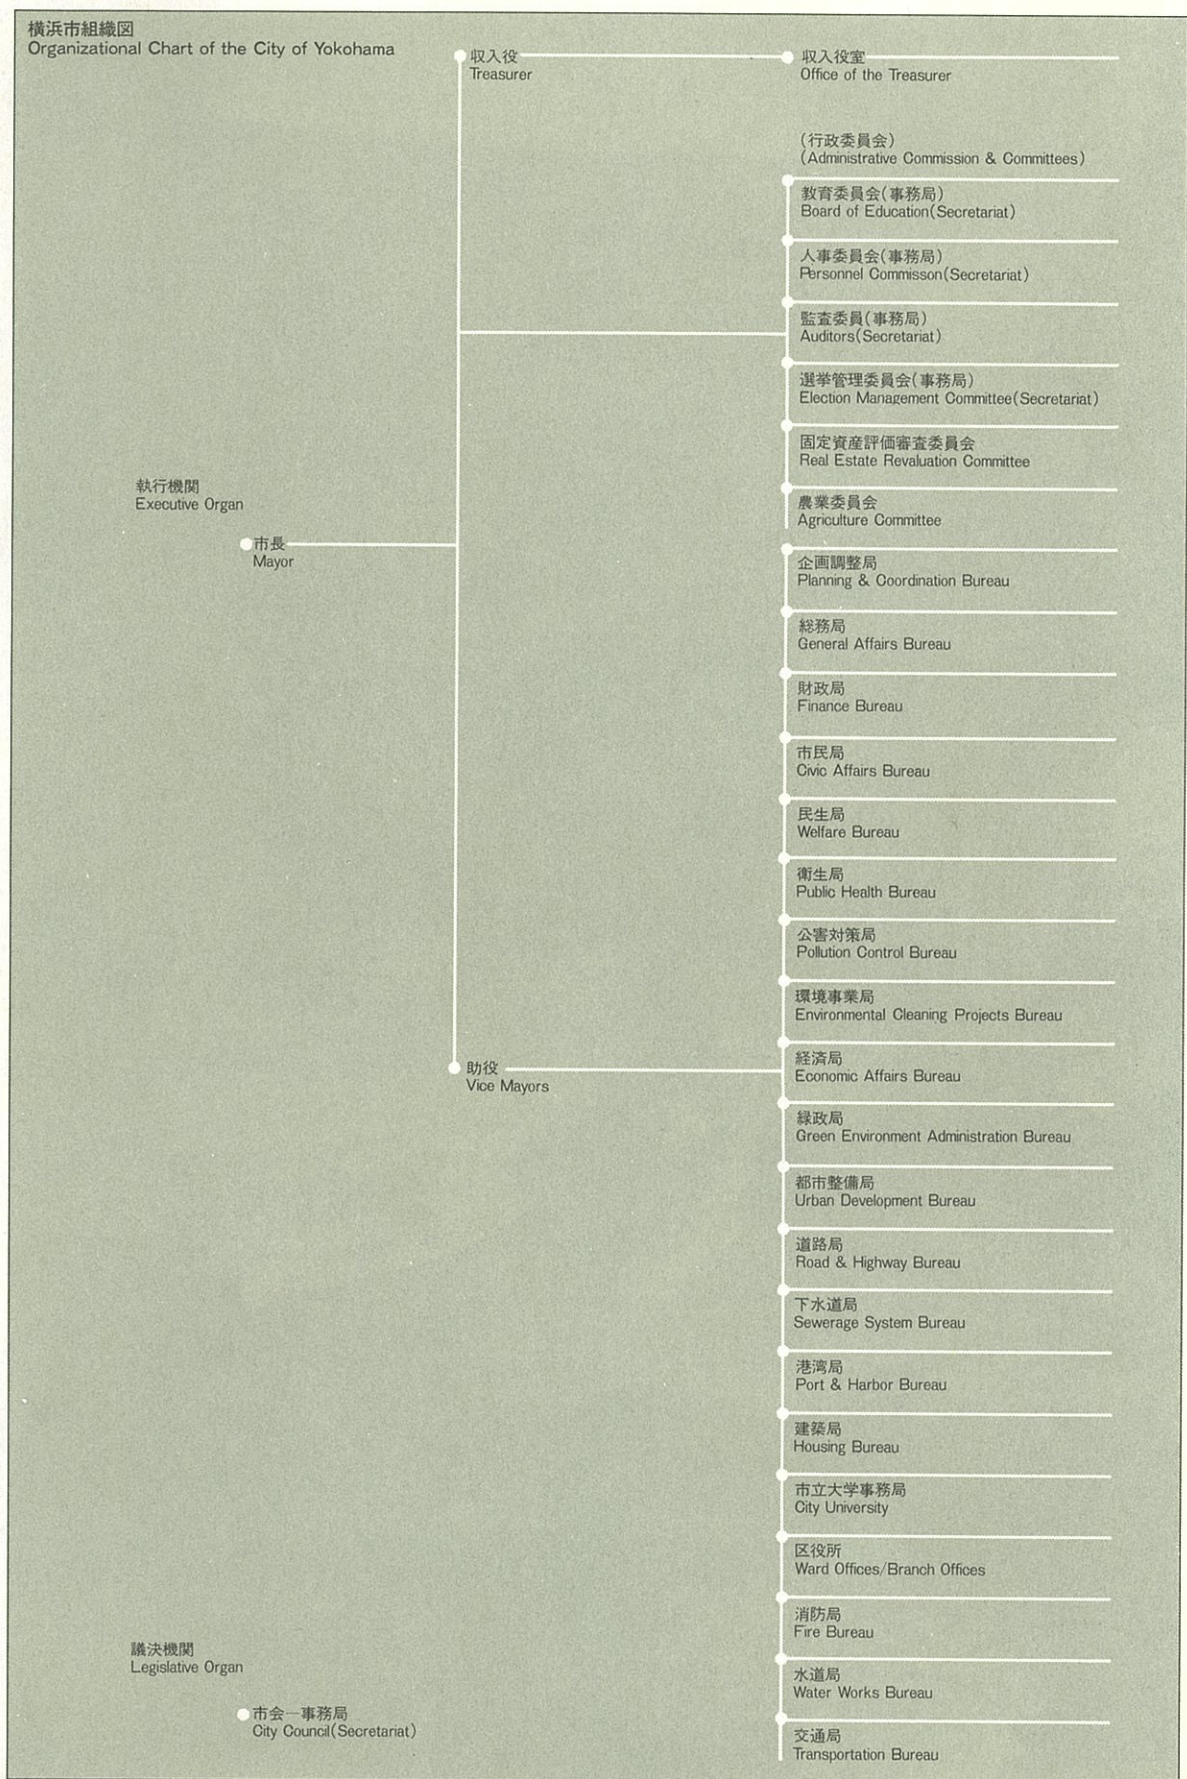 横浜市組織図
Organizational Chart of the City of Yokohama
収入役
Treasurer
収入役室
Office of the Treasurer
(行政委員会)
(Administrative Commission & Committees)
教育委員会(事務局)
Board of Education(Secretariat)
人事委員会(事務局)
Personnel Commisson(Secretariat)
監査委員(事務局)
Auditors(Secretariat)
選挙管理委員会(事務局)
Election Management Committee(Secretariat)
固定資産評価審査委員会
Real Estate Revaluation Committee
農業委員会
Agriculture Committee
執行機関
Executive Organ
市長
Mayor
企画調整局
Planning & Coordination Bureau
総務局
General Affairs Bureau
財政局
Finance Bureau
市民局
Civic Affairs Bureau
民生局
Welfare Bureau
衛生局
Public Health Bureau
公害対策局
Pollution Control Bureau
環境事業局
Environmental Cleaning Projects Bureau
助役
Vice Mayors
経済局
Economic Affairs Bureau
緑政局
Green Environment Administration Bureau
都市整備局
Urban Development Bureau
道路局
Road & Highway Bureau
下水道局
Sewerage System Bureau
港湾局
Port & Harbor Bureau
建築局
Housing Bureau
市立大学事務局
City University
区役所
Ward Offices/Branch Offices
消防局
Fire Bureau
水道局
Water Works Bureau
交通局
Transportation Bureau
議決機関
Legislative Organ
市会―事務局
City Council(Secretariat)